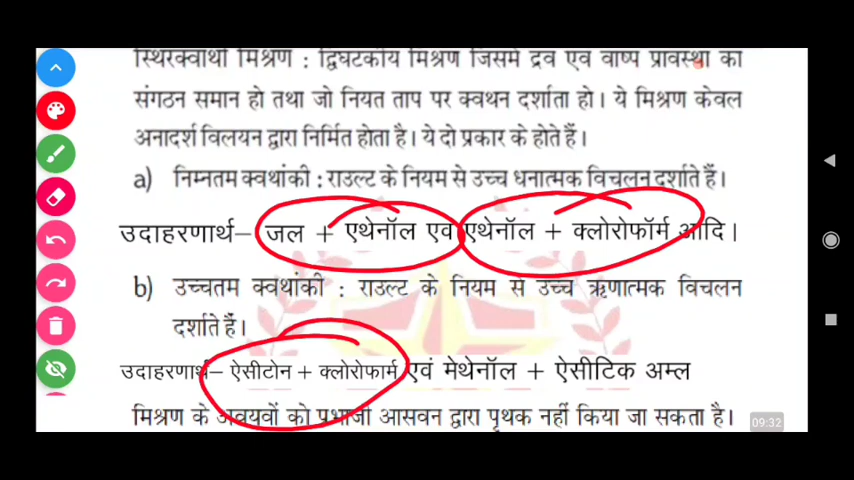 स्थिरक्वाथी मिश्रण : द्विघटकीय मिश्रण जिसमें द्रव एवं वाष्प प्रावस्था का
संगठन समान हो तथा जो नियत ताप पर क्वथन दर्शाता हो। ये मिश्रण केवल
अनादर्श विलयन द्वारा निर्मित होता है। ये दो प्रकार के होते हैं।
a) निम्नतम क्वथांकी : राउल्ट के नियम से उच्च धनात्मक विचलन दर्शाते हैं।
उदाहरणार्थ– जल + एथेनॉल एवं एथेनॉल + क्लोरोफॉर्म आदि।
b) उच्चतम क्वथांकी : राउल्ट के नियम से उच्च ऋणात्मक विचलन
दर्शाते हैं।
उदाहरणार्थ– ऐसीटोन + क्लोरोफार्म एवं मेथेनॉल + ऐसीटिक अम्ल
मिश्रण के अवयवों को प्रभाजी आसवन द्वारा पृथक नहीं किया जा सकता है।
09:32